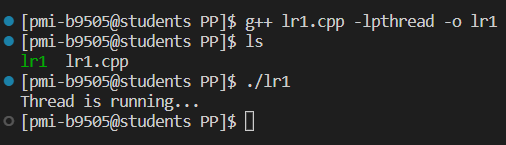 [pmi-b9505@students PP]$ g++ lr1.cpp -lpthread -o lr1
[pmi-b9505@students PP]$ ls
lr1  lr1.cpp
[pmi-b9505@students PP]$ ./lr1
Thread is running...
[pmi-b9505@students PP]$